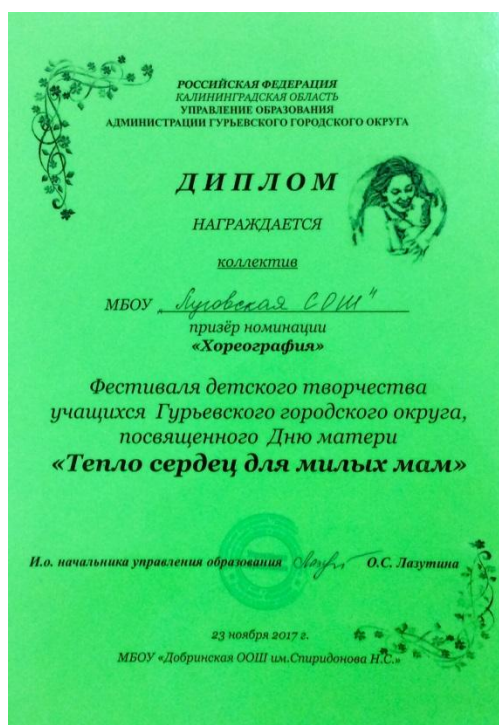 РОССИЙСКАЯ ФЕДЕРАЦИЯ
КАЛИНИНГРАДСКАЯ ОБЛАСТЬ
УПРАВЛЕНИЕ ОБРАЗОВАНИЯ
АДМИНИСТРАЦИИ ГУРЬЕВСКОГО ГОРОДСКОГО ОКРУГА
ДИПЛОМ
НАГРАЖДАЕТСЯ
коллектив
МБОУ „Луговская СОШ"
призёр номинации
«Хореография»
Фестиваля детского творчества
учащихся Гурьевского городского округа,
посвященного Дню матери
«Тепло сердец для милых мам»
И.о. начальника управления образования О.С. Лазутина
23 ноября 2017 г.
МБОУ «Добринская ООШ им.Спиридонова Н.С.»